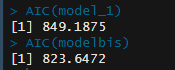 > AIC(model_1)
[1] 849.1875
> AIC(modelbis)
[1] 823.6472